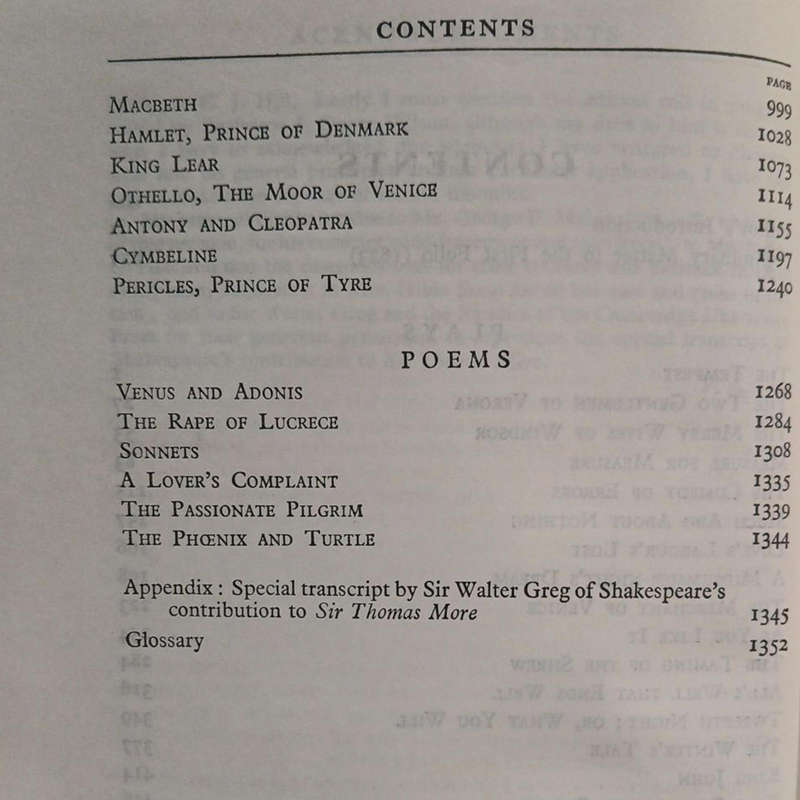 CONTENTS
PAGE
MACBETH 999
HAMLET, PRINCE OF DENMARK 1028
KING LEAR 1073
OTHELLO, THE MOOR OF VENICE 1114
ANTONY AND CLEOPATRA 1155
CYMBELINE 1197
PERICLES, PRINCE OF TYRE 1240
POEMS
VENUS AND ADONIS 1268
THE RAPE OF LUCRECE 1284
SONNETS 1308
A LOVER'S COMPLAINT 1335
THE PASSIONATE PILGRIM 1339
THE PHŒNIX AND TURTLE 1344
Appendix : Special transcript by Sir Walter Greg of Shakespeare's
contribution to Sir Thomas More 1345
Glossary 1352